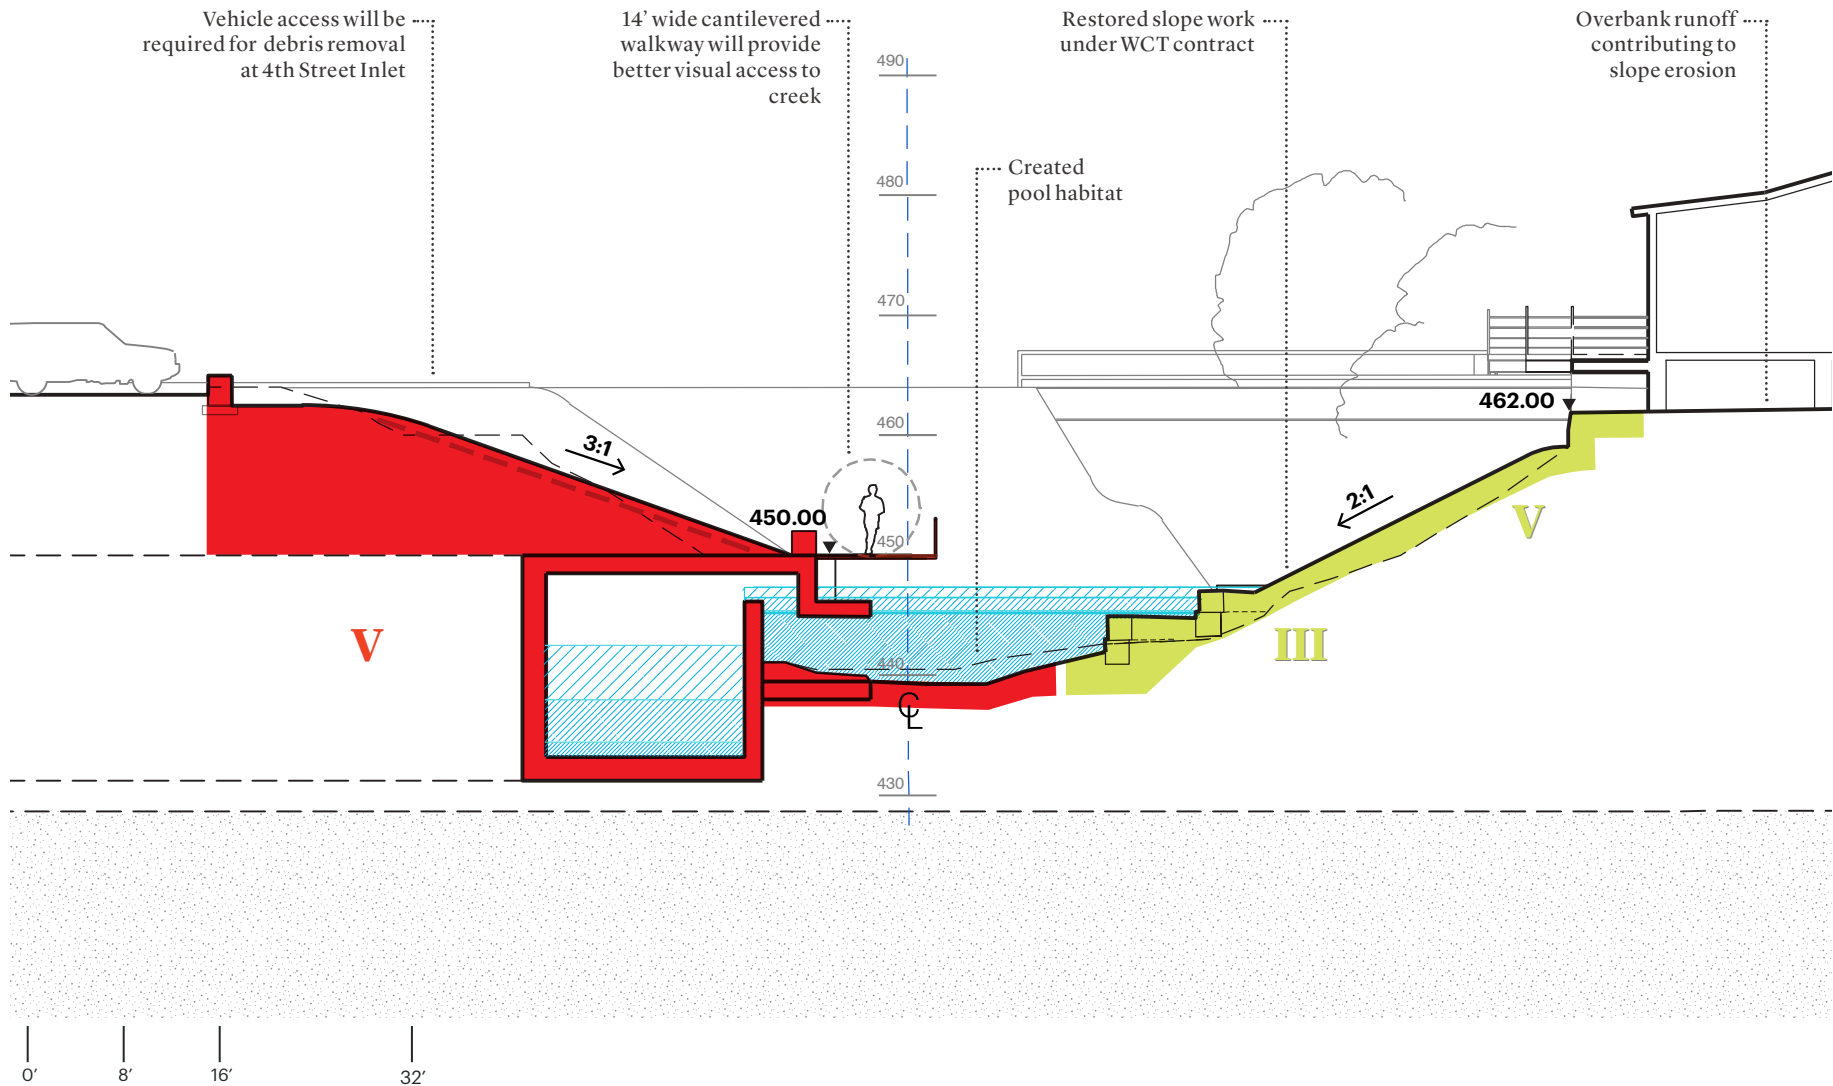 Vehicle access will be
required for debris removal
at 4th Street Inlet
14’ wide cantilevered
walkway will provide
better visual access to
creek
Restored slope work
under WCT contract
Overbank runoff
contributing to
slope erosion
490
Created
pool habitat
480
470
462.00
460
3:1
2:1
450.00
450
V
V
III
440
CL
430
0’
8’
16’
32’